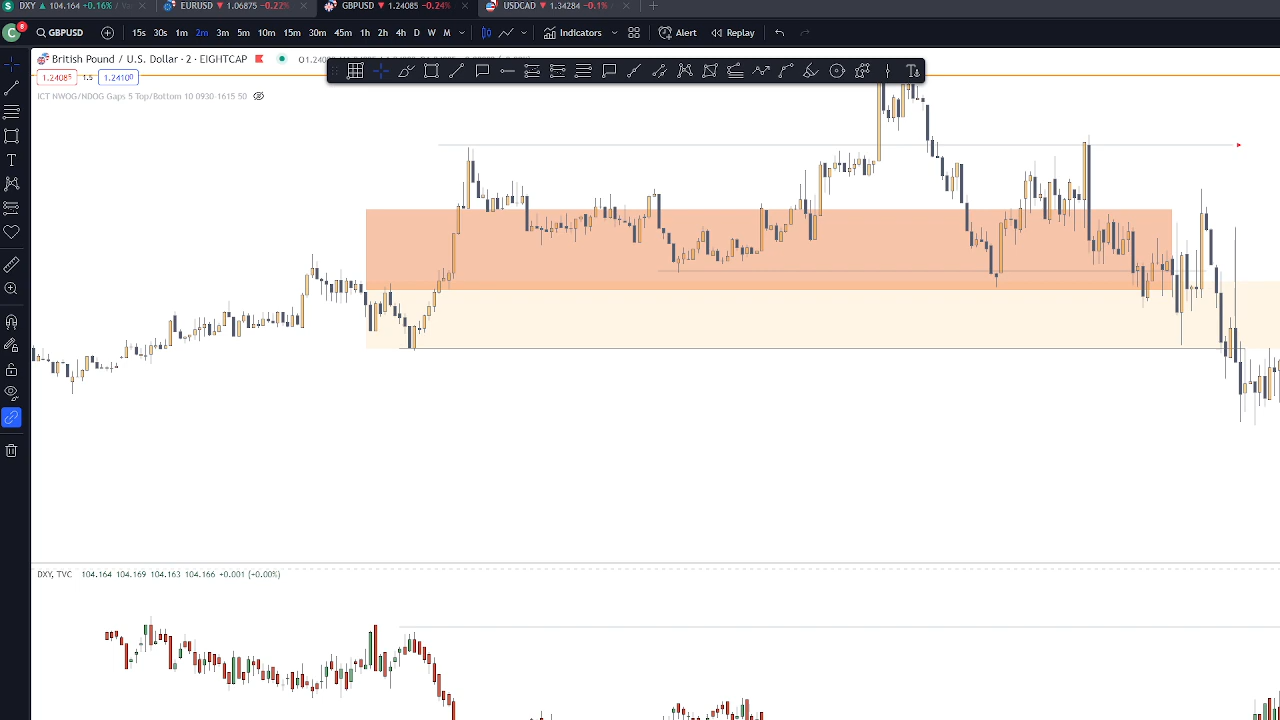 DXY ▼ 104.164 +0.16% / EURUSD ▼ 1.06875 −0.22% GBPUSD ▼ 1.24085 −0.24% USDCAD ▼ 1.34284 −0.1%
C 8 GBPUSD 15s 30s 1m 2m 3m 5m 10m 15m 30m 45m 1h 2h 4h D W M Indicators Alert Replay
British Pound / U.S. Dollar · 2 · EIGHTCAP
1.24085 1.5 1.24100
ICT NWOG/NDOG Gaps 5 Top/Bottom 10 0930-1615 50
DXY, TVC 104.164 104.169 104.163 104.166 +0.001 (+0.00%)